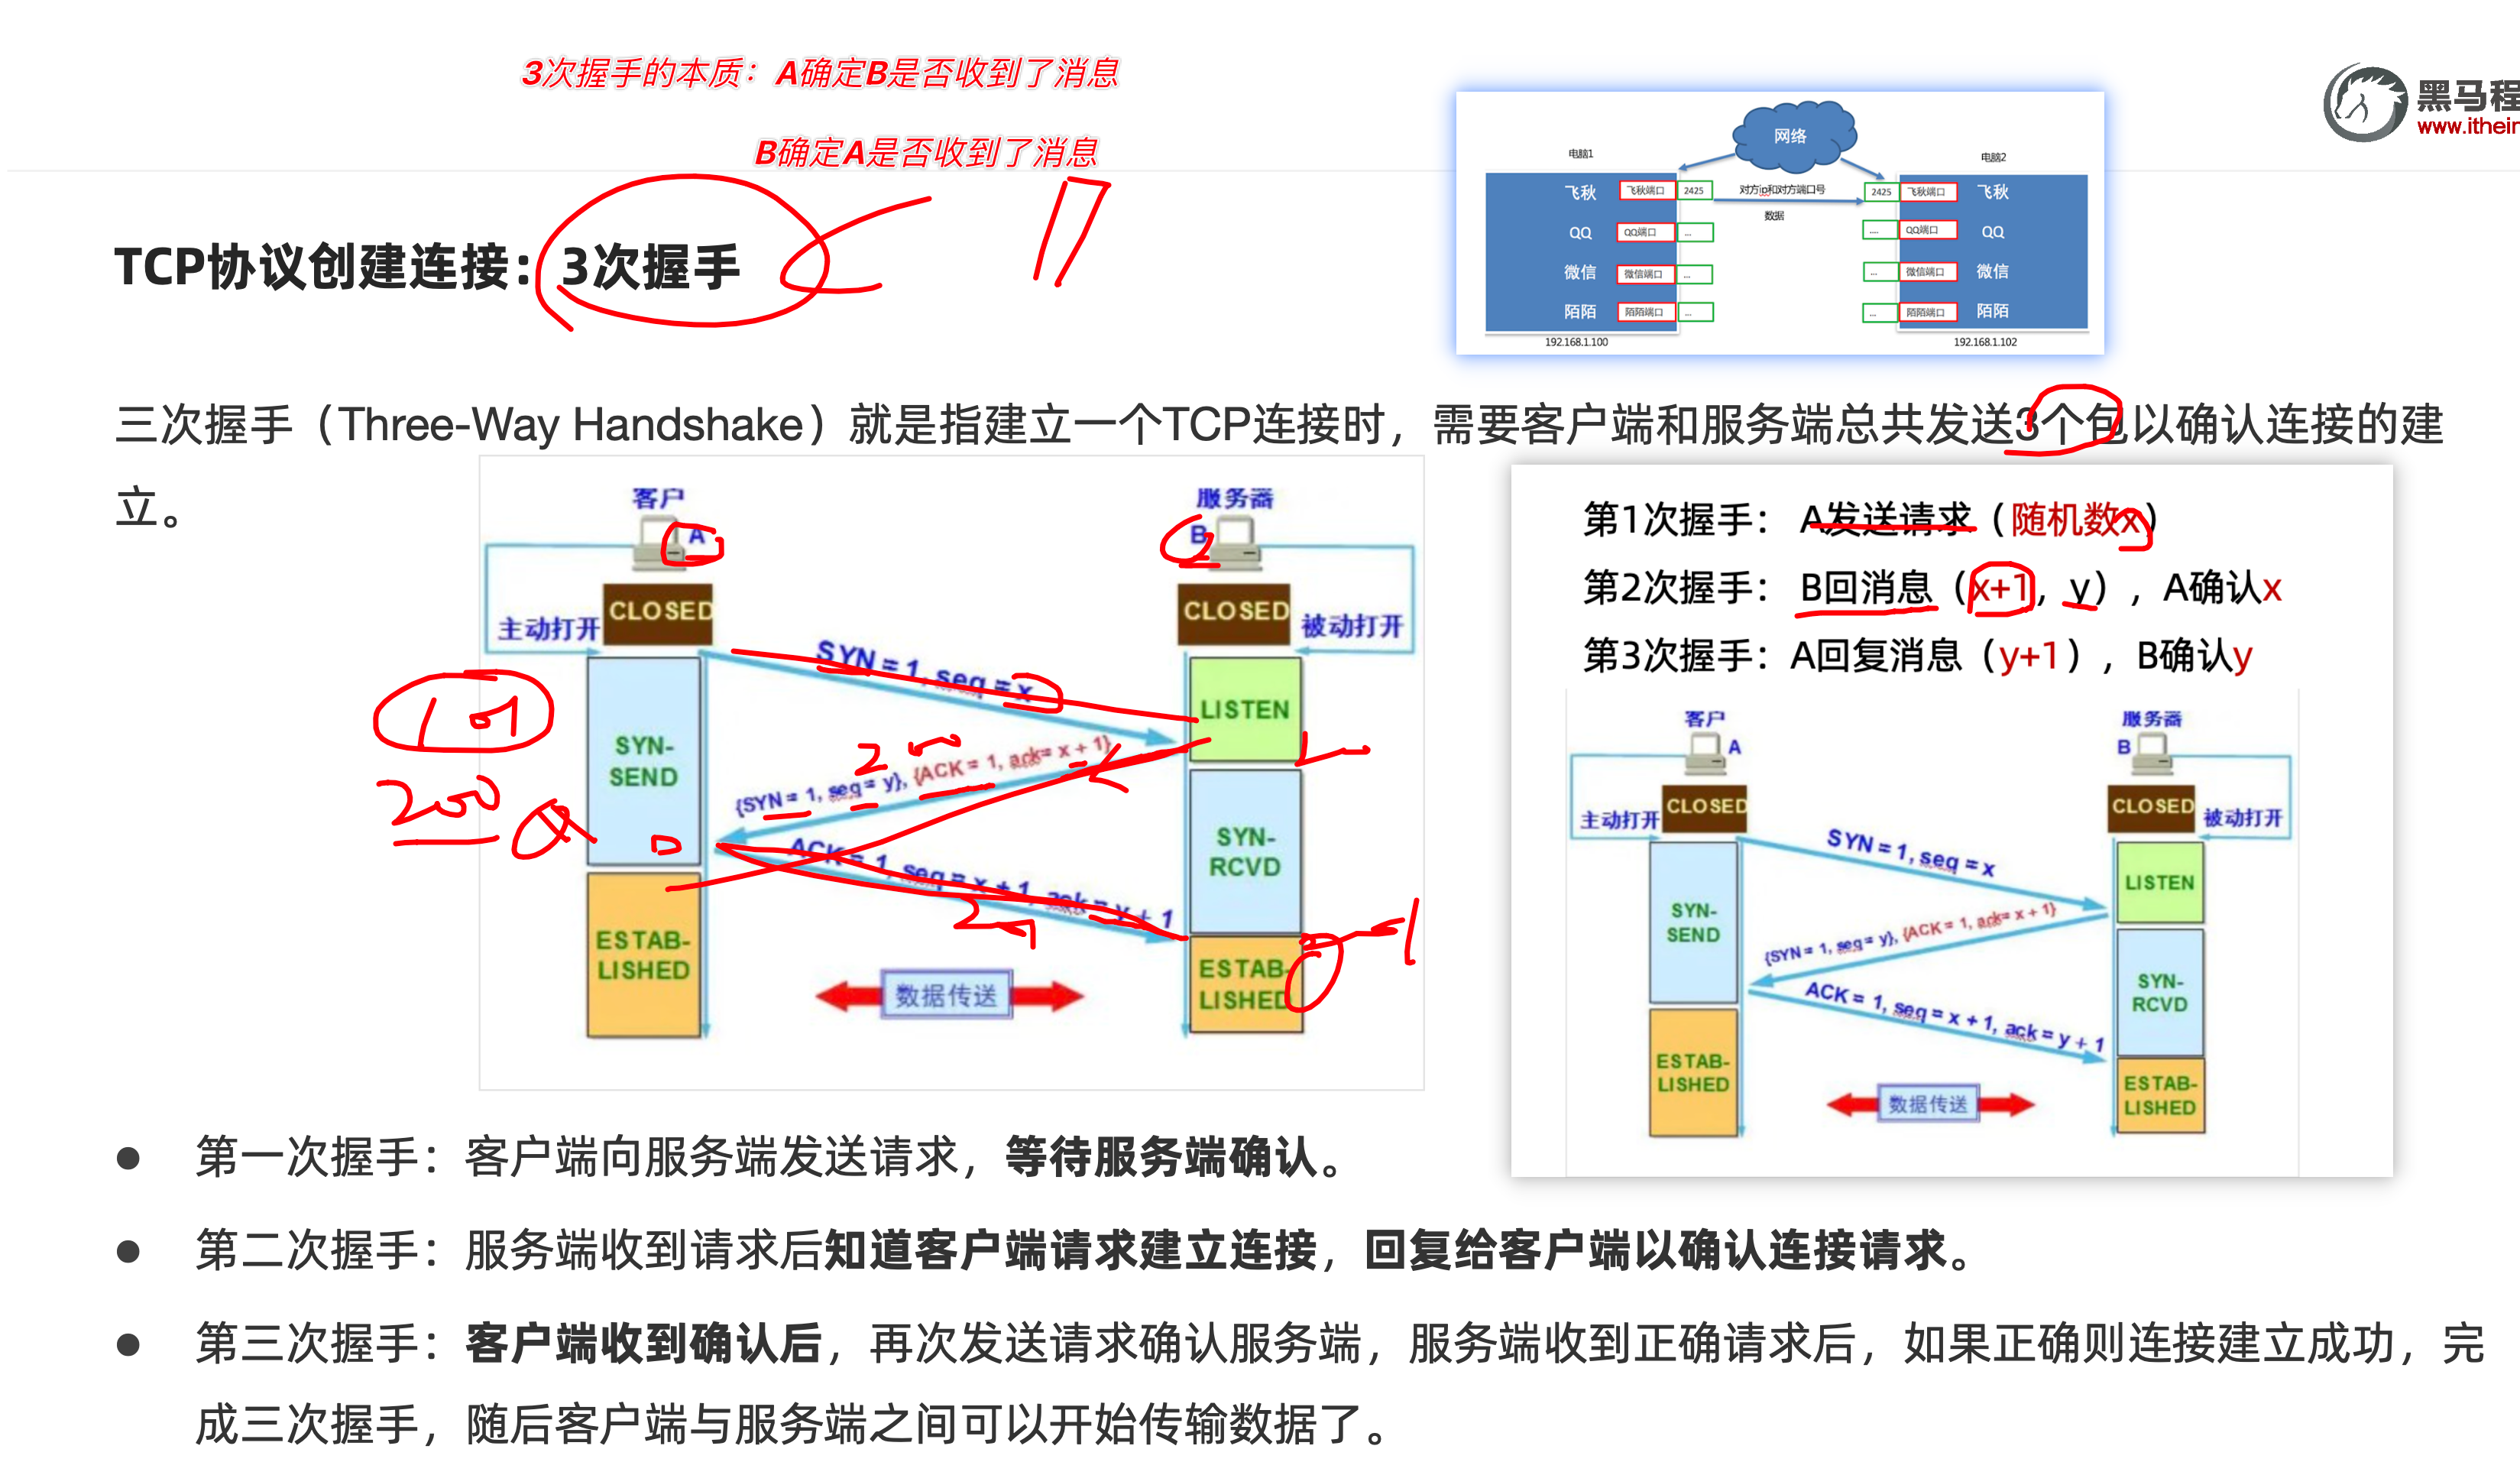 3次握手的本质：A确定B是否收到了消息
B确定A是否收到了消息
黑马程
www.itheim
TCP协议创建连接：3次握手
网络
电脑1
电脑2
飞秋 飞秋端口 2425 对方ip和对方端口号 2425 飞秋端口 飞秋
数据
QQ QQ端口 ... .... QQ端口 QQ
微信 微信端口 ... ... 微信端口 微信
陌陌 陌陌端口 ... ... 陌陌端口 陌陌
192.168.1.100 192.168.1.102
三次握手（Three-Way Handshake）就是指建立一个TCP连接时，需要客户端和服务端总共发送3个包以确认连接的建
立。
客户 服务器
A B
CLOSED CLOSED
主动打开 被动打开
SYN = 1, seq = x
LISTEN
101
SYN-
SEND
200
200
{SYN = 1, seq = y}, {ACK = 1, ack= x + 1}
SYN-
RCVD
ACK = 1, seq = x + 1, ack = y + 1
201
ESTAB-
LISHED
数据传送
ESTAB-
LISHED
第1次握手： A发送请求（随机数x）
第2次握手： B回消息（x+1，y），A确认x
第3次握手：A回复消息（y+1），B确认y
客户 服务器
A B
CLOSED CLOSED
主动打开 被动打开
SYN = 1, seq = x
LISTEN
SYN-
SEND
{SYN = 1, seq = y}, {ACK = 1, ack= x + 1}
SYN-
RCVD
ACK = 1, seq = x + 1, ack = y + 1
ESTAB-
LISHED
数据传送
ESTAB-
LISHED
● 第一次握手：客户端向服务端发送请求，等待服务端确认。
● 第二次握手：服务端收到请求后知道客户端请求建立连接，回复给客户端以确认连接请求。
● 第三次握手：客户端收到确认后，再次发送请求确认服务端，服务端收到正确请求后，如果正确则连接建立成功，完
成三次握手，随后客户端与服务端之间可以开始传输数据了。